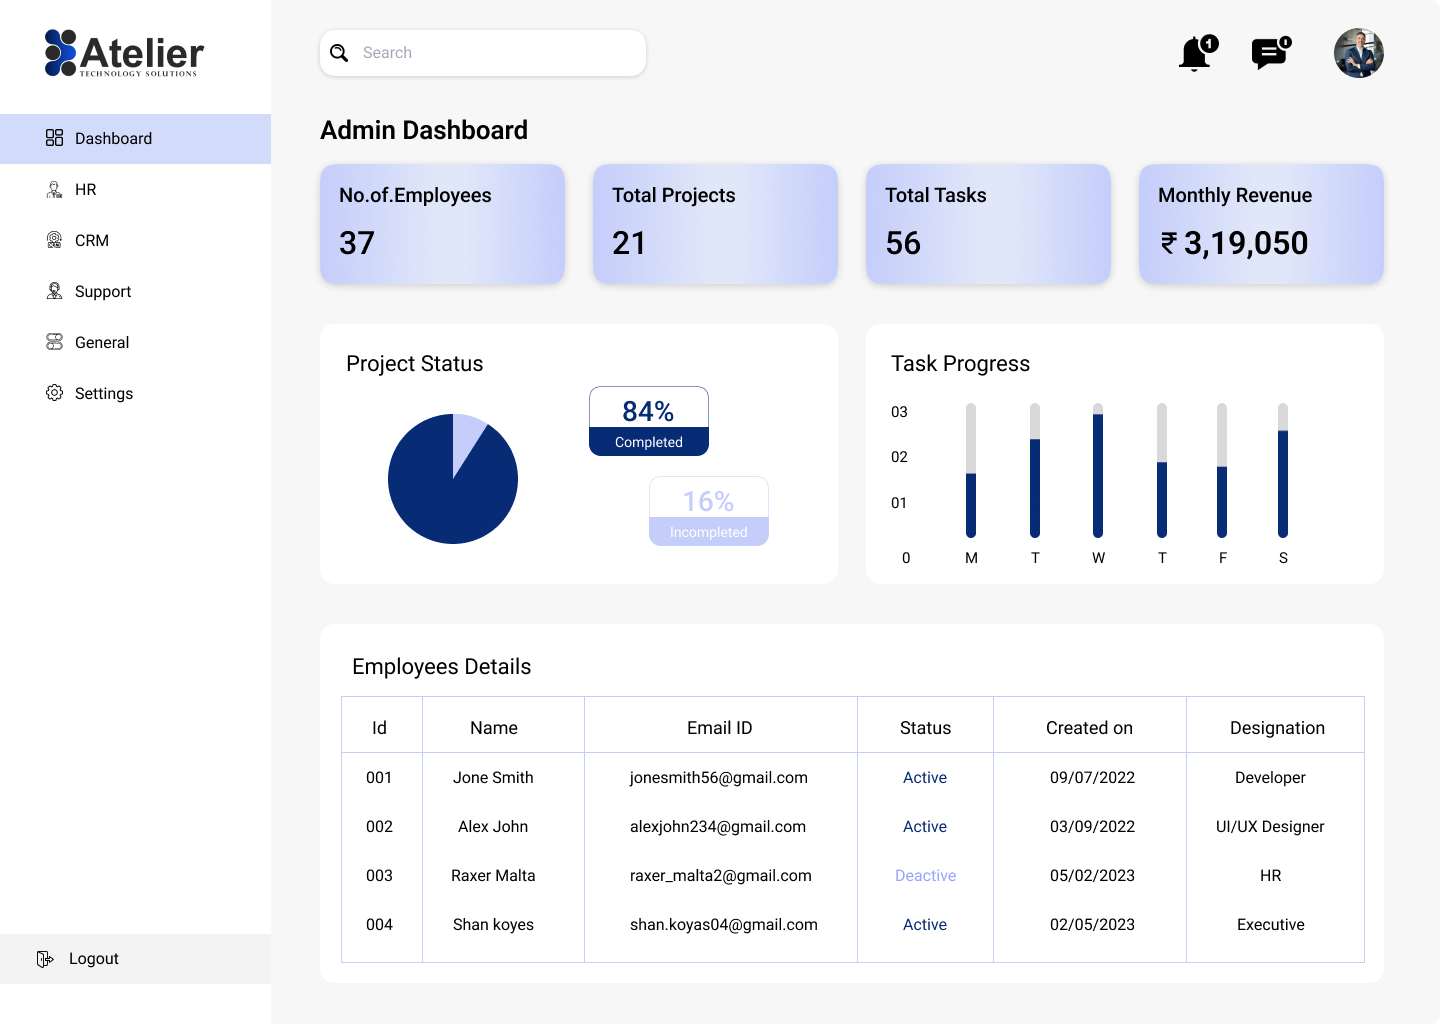 Atelier
TECHNOLOGY SOLUTIONS
Search
1
Dashboard
HR
CRM
Support
General
Settings
Logout
Admin Dashboard
No.of.Employees
37
Total Projects
21
Total Tasks
56
Monthly Revenue
₹ 3,19,050
Project Status
84%
Completed
16%
Incompleted
Task Progress
03
02
01
0
M T W T F S
Employees Details
Id Name Email ID Status Created on Designation
001 Jone Smith jonesmith56@gmail.com Active 09/07/2022 Developer
002 Alex John alexjohn234@gmail.com Active 03/09/2022 UI/UX Designer
003 Raxer Malta raxer_malta2@gmail.com Deactive 05/02/2023 HR
004 Shan koyes shan.koyas04@gmail.com Active 02/05/2023 Executive